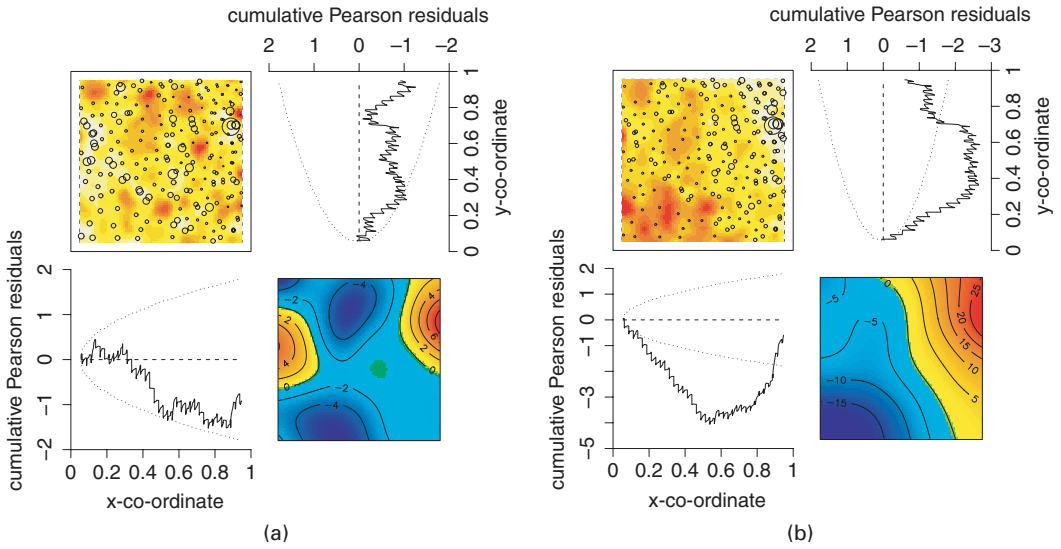 cumulative Pearson residuals
2 1 0 −1 −2
0 0.2 0.4 0.6 0.8 1
y-co-ordinate
cumulative Pearson residuals
2
1
0
−1
−2
0 0.2 0.4 0.6 0.8 1
x-co-ordinate
−2 −4 4 6 2 0
4 2 0 −2 −2 −4
(a)
cumulative Pearson residuals
2 1 0 −1 −2 −3
0 0.2 0.4 0.6 0.8 1
y-co-ordinate
cumulative Pearson residuals
2
1
0
−1
−3
−5
0 0.2 0.4 0.6 0.8 1
x-co-ordinate
−5 −5 0 25 20 15 10 5
−10
−15
(b)